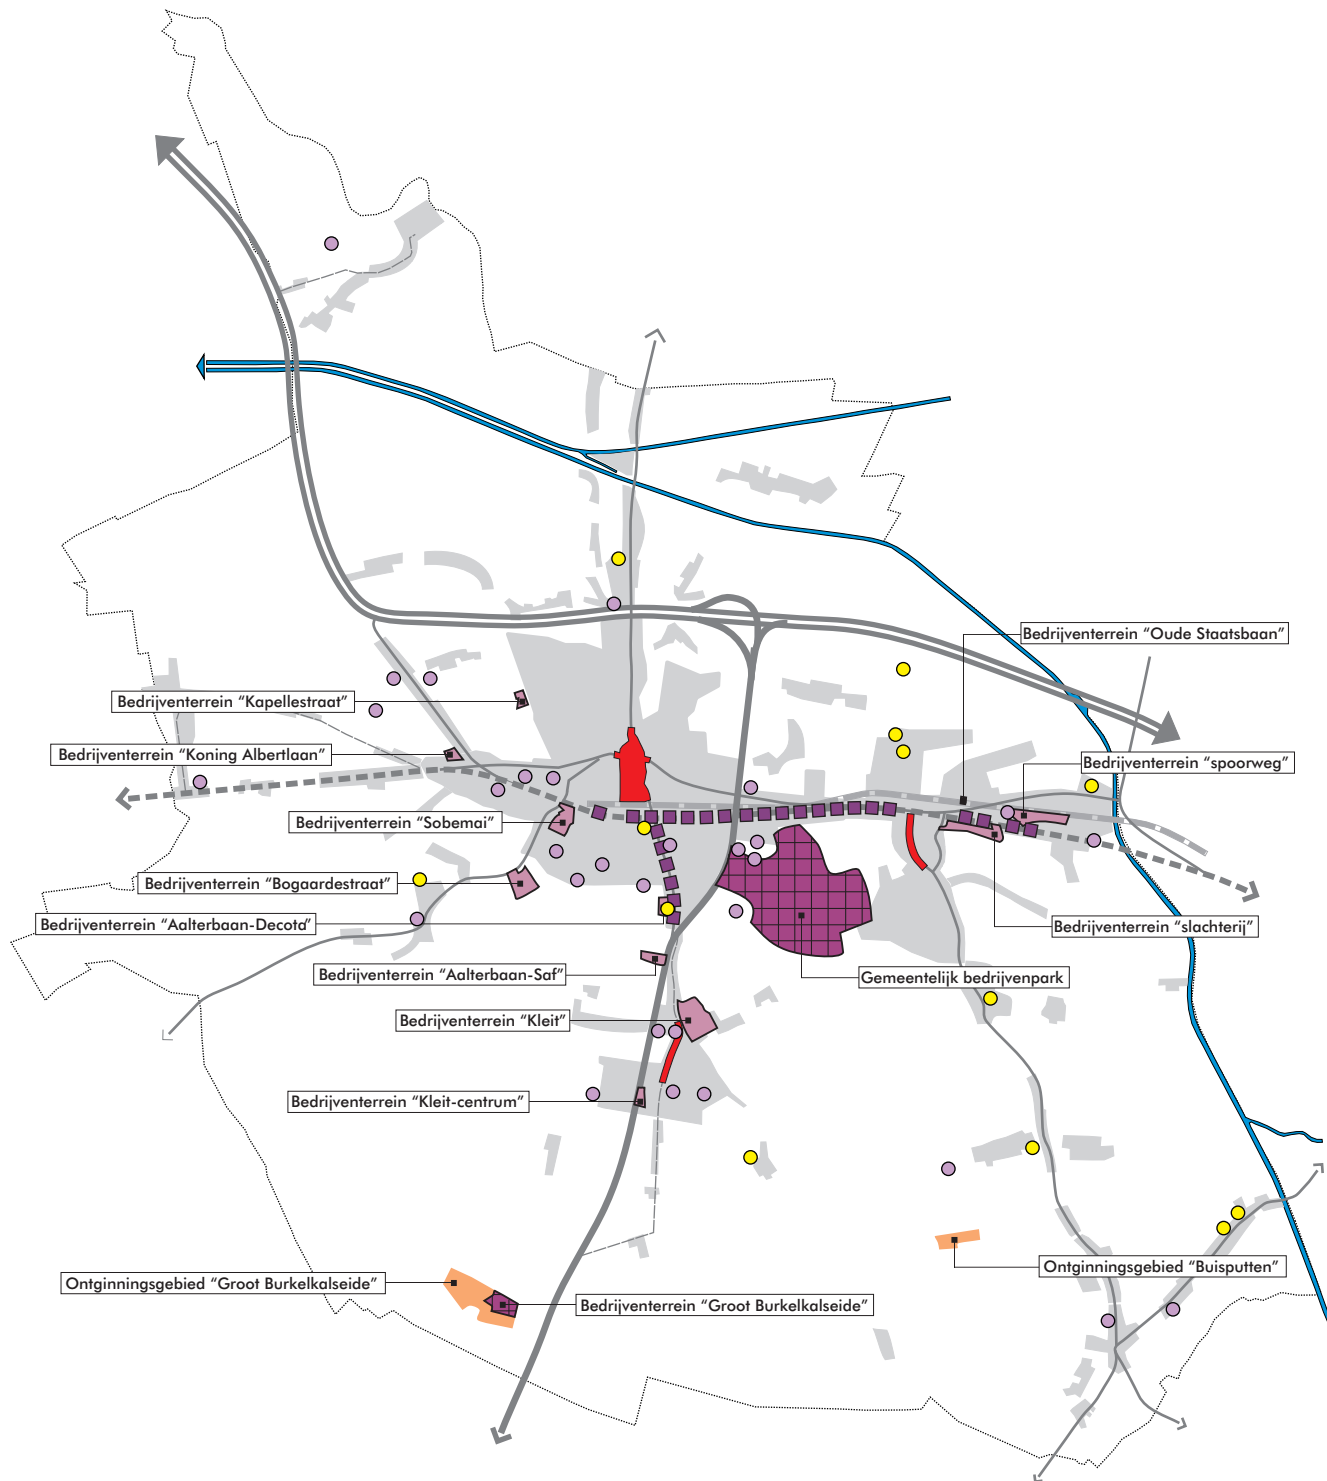 Bedrijventerrein “Oude Staatsbaan”
Bedrijventerrein “Kapellestraat”
Bedrijventerrein “Koning Albertlaan”
Bedrijventerrein “spoorweg”
Bedrijventerrein “Sobemai”
Bedrijventerrein “Bogaardestraat”
Bedrijventerrein “Aalterbaan-Decota”
Bedrijventerrein “slachterij”
Bedrijventerrein “Aalterbaan-Saf”
Gemeentelijk bedrijvenpark
Bedrijventerrein “Kleit”
Bedrijventerrein “Kleit-centrum”
Ontginningsgebied “Buisputten”
Ontginningsgebied “Groot Burkelkalseide”
Bedrijventerrein “Groot Burkelkalseide”